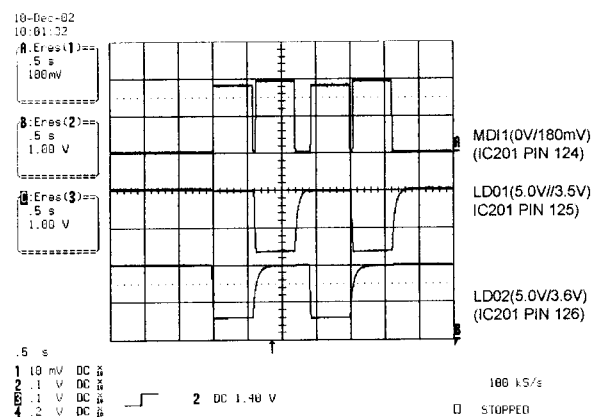 18-Dec-02
10:01:32
A:Eres(1)
.5 s
100mV
B:Eres(2)
.5 s
1.00 V
D:Eres(3)
.5 s
1.00 V
MDI1(0V/180mV)
(IC201 PIN 124)
LD01(5.0V//3.5V)
IC201 PIN 125)
LD02(5.0V/3.6V)
(IC201 PIN 126)
.5 s
1 10 mV DC
2 .1 V DC
3 .1 V DC
4 .2 V DC
2 DC 1.40 V
100 kS/s
STOPPED